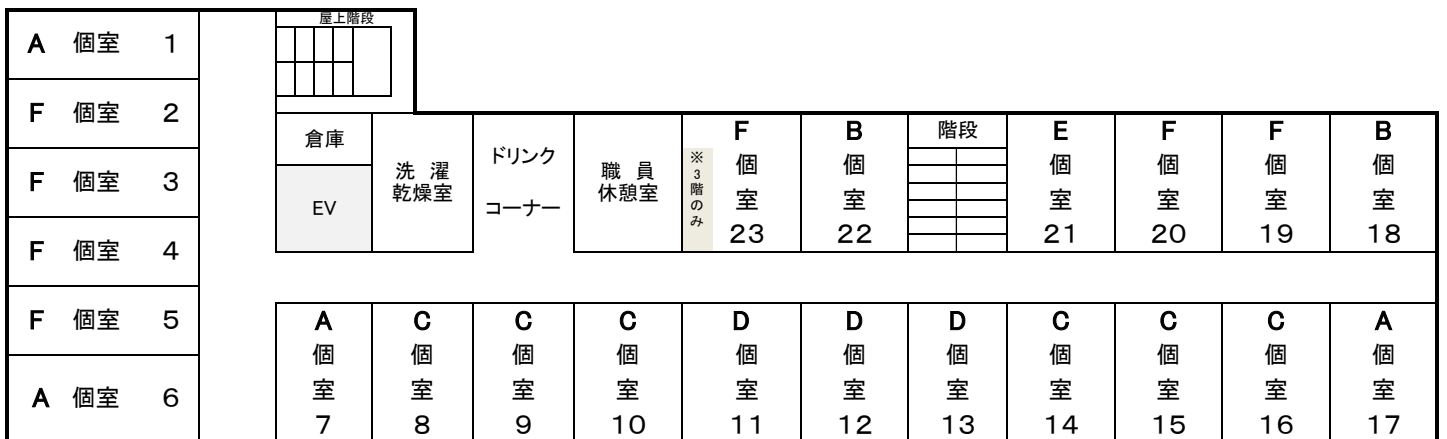 屋上階段
A 個室 1
F 個室 2
F 個室 3
F 個室 4
F 個室 5
A 個室 6
倉庫
EV
洗 濯
乾燥室
ドリンク
コーナー
職 員
休憩室
※3階のみ
F 個室 23
B 個室 22
階段
E 個室 21
F 個室 20
F 個室 19
B 個室 18
A 個室 7
C 個室 8
C 個室 9
C 個室 10
D 個室 11
D 個室 12
D 個室 13
C 個室 14
C 個室 15
C 個室 16
A 個室 17